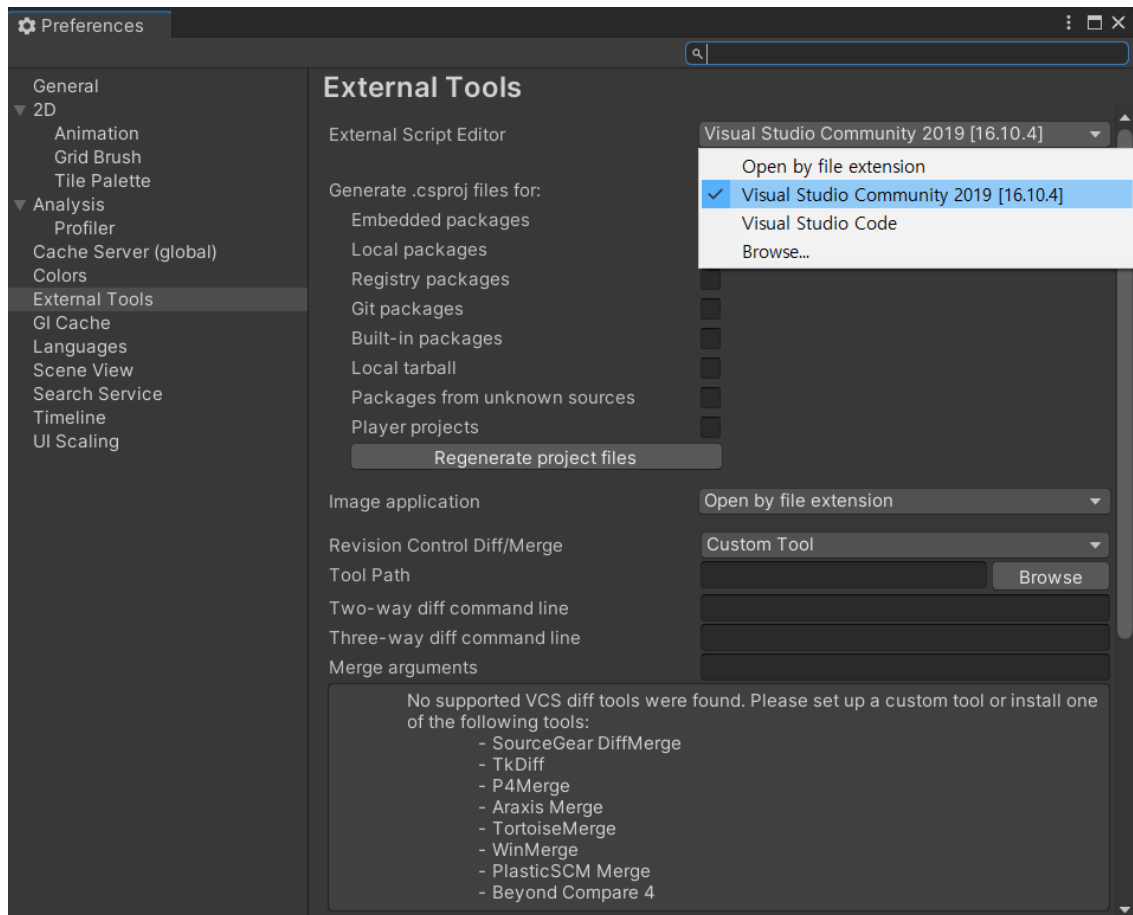 Preferences
General
2D
Animation
Grid Brush
Tile Palette
Analysis
Profiler
Cache Server (global)
Colors
External Tools
GI Cache
Languages
Scene View
Search Service
Timeline
UI Scaling
External Tools
External Script Editor
Visual Studio Community 2019 [16.10.4]
Open by file extension
Visual Studio Community 2019 [16.10.4]
Visual Studio Code
Browse...
Generate .csproj files for:
Embedded packages
Local packages
Registry packages
Git packages
Built-in packages
Local tarball
Packages from unknown sources
Player projects
Regenerate project files
Image application
Open by file extension
Revision Control Diff/Merge
Custom Tool
Tool Path
Browse
Two-way diff command line
Three-way diff command line
Merge arguments
No supported VCS diff tools were found. Please set up a custom tool or install one
of the following tools:
- SourceGear DiffMerge
- TkDiff
- P4Merge
- Araxis Merge
- TortoiseMerge
- WinMerge
- PlasticSCM Merge
- Beyond Compare 4